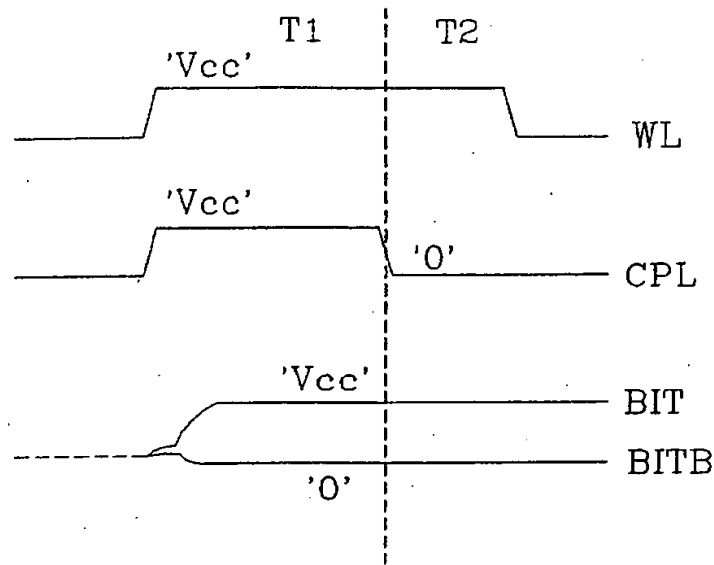 T1 T2
'Vcc'
WL
'Vcc'
'0'
CPL
'Vcc'
BIT
BITB
'0'